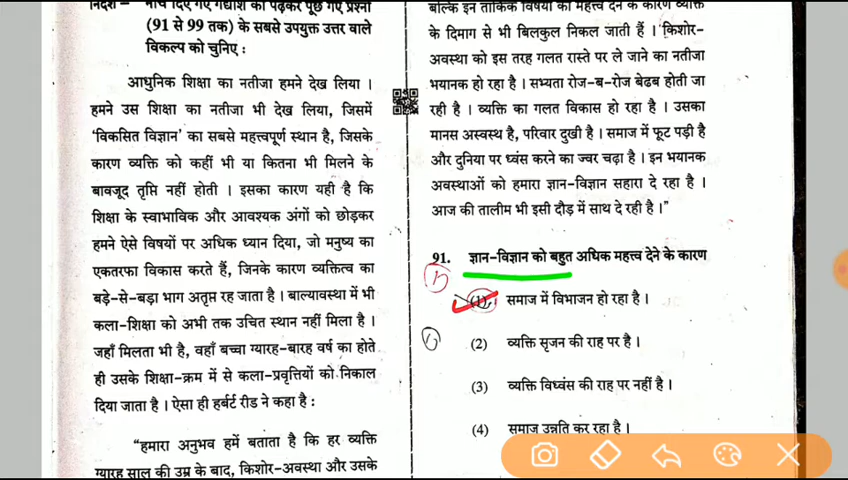 निर्देश – नीचे दिए गए गद्यांश को पढ़कर पूछे गए प्रश्नों
(91 से 99 तक) के सबसे उपयुक्त उत्तर वाले
विकल्प को चुनिए :
आधुनिक शिक्षा का नतीजा हमने देख लिया ।
हमने उस शिक्षा का नतीजा भी देख लिया, जिसमें
‘विकसित विज्ञान’ का सबसे महत्त्वपूर्ण स्थान है, जिसके
कारण व्यक्ति को कहीं भी या कितना भी मिलने के
बावजूद तृप्ति नहीं होती । इसका कारण यही है कि
शिक्षा के स्वाभाविक और आवश्यक अंगों को छोड़कर
हमने ऐसे विषयों पर अधिक ध्यान दिया, जो मनुष्य का
एकतरफा विकास करते हैं, जिनके कारण व्यक्तित्व का
बड़े-से-बड़ा भाग अतृप्त रह जाता है । बाल्यावस्था में भी
कला-शिक्षा को अभी तक उचित स्थान नहीं मिला है ।
जहाँ मिलता भी है, वहाँ बच्चा ग्यारह-बारह वर्ष का होते
ही उसके शिक्षा-क्रम में से कला-प्रवृत्तियों को निकाल
दिया जाता है । ऐसा ही हर्बर्ट रीड ने कहा है :
“हमारा अनुभव हमें बताता है कि हर व्यक्ति
ग्यारह साल की उम्र के बाद, किशोर-अवस्था और उसके
बल्कि इन तार्किक विषयों को महत्त्व देने के कारण व्यक्ति
के दिमाग से भी बिलकुल निकल जाती हैं । किशोर-
अवस्था को इस तरह गलत रास्ते पर ले जाने का नतीजा
भयानक हो रहा है । सभ्यता रोज-ब-रोज बेढब होती जा
रही है । व्यक्ति का गलत विकास हो रहा है । उसका
मानस अस्वस्थ है, परिवार दुखी है । समाज में फूट पड़ी है
और दुनिया पर ध्वंस करने का ज्वर चढ़ा है । इन भयानक
अवस्थाओं को हमारा ज्ञान-विज्ञान सहारा दे रहा है ।
आज की तालीम भी इसी दौड़ में साथ दे रही है ।”
91. ज्ञान-विज्ञान को बहुत अधिक महत्त्व देने के कारण
(1) समाज में विभाजन हो रहा है ।
(2) व्यक्ति सृजन की राह पर है ।
(3) व्यक्ति विध्वंस की राह पर नहीं है ।
(4) समाज उन्नति कर रहा है ।